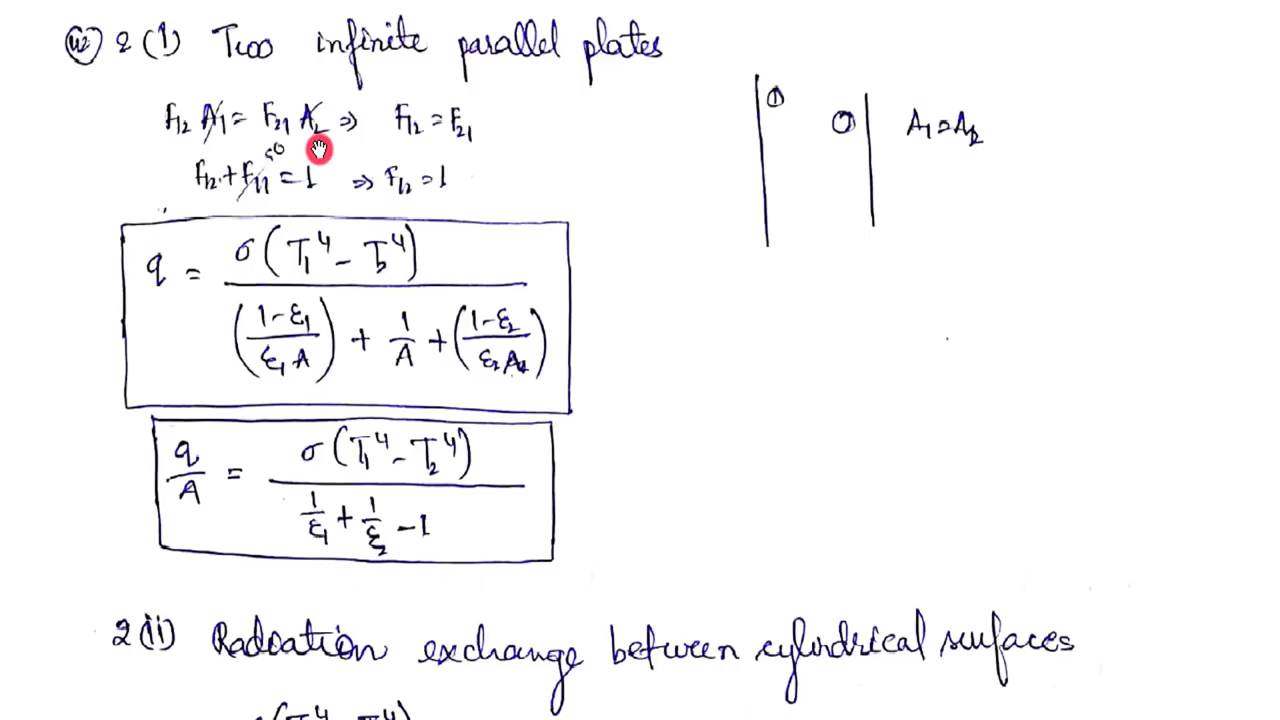 2 (i) Two infinite parallel plates
① ② A₁ = A₂
F₁₂ A₁ = F₂₁ A₂ ⇒ F₁₂ = F₂₁
F₁₂ + F₁₁ = 1 ⇒ F₁₂ = 1
q = σ(T₁⁴ - T₂⁴) / ((1-ε₁)/(ε₁A) + 1/A + (1-ε₂)/(ε₂A))
q/A = σ(T₁⁴ - T₂⁴) / (1/ε₁ + 1/ε₂ - 1)
2 (ii) Radiation exchange between cylindrical surfaces